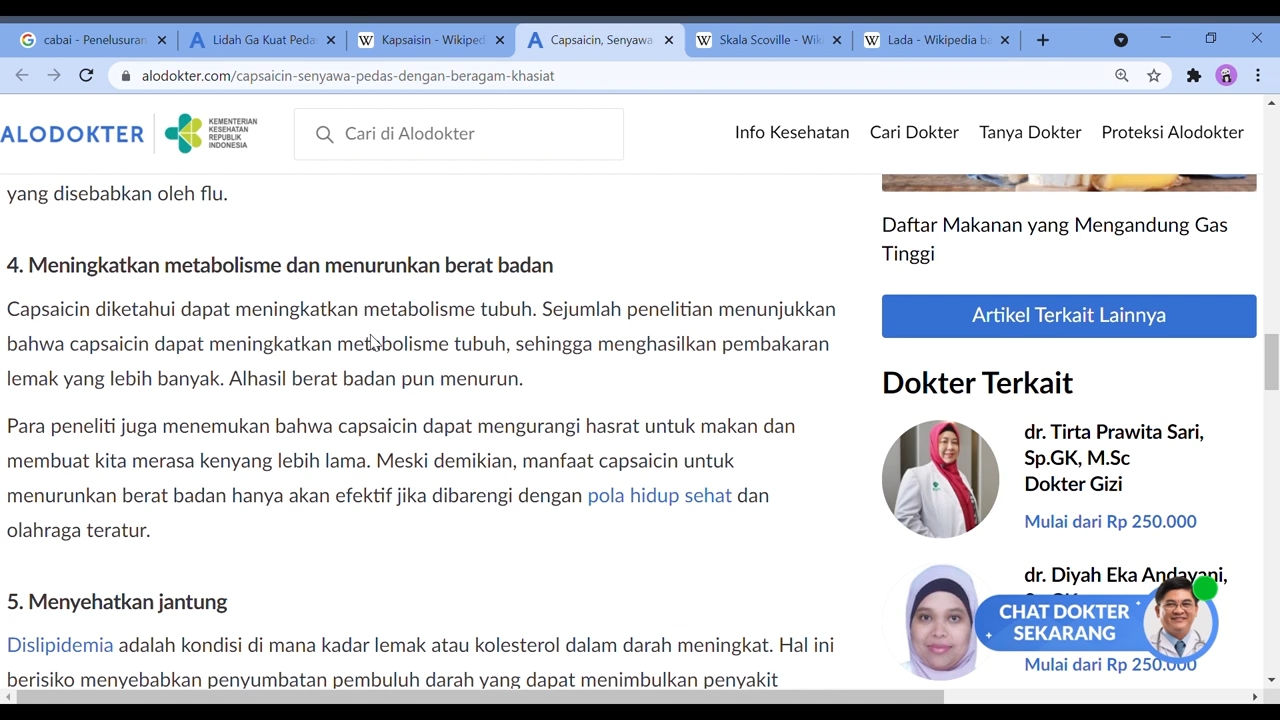 cabai - Penelusuran
Lidah Ga Kuat Peda
Kapsaisin - Wikiped
Capsaicin, Senyawa
Skala Scoville - Wiki
Lada - Wikipedia ba
alodokter.com/capsaicin-senyawa-pedas-dengan-beragam-khasiat
ALODOKTER
KEMENTERIAN
KESEHATAN
REPUBLIK
INDONESIA
Cari di Alodokter
Info Kesehatan
Cari Dokter
Tanya Dokter
Proteksi Alodokter
yang disebabkan oleh flu.
4. Meningkatkan metabolisme dan menurunkan berat badan
Capsaicin diketahui dapat meningkatkan metabolisme tubuh. Sejumlah penelitian menunjukkan
bahwa capsaicin dapat meningkatkan metabolisme tubuh, sehingga menghasilkan pembakaran
lemak yang lebih banyak. Alhasil berat badan pun menurun.
Para peneliti juga menemukan bahwa capsaicin dapat mengurangi hasrat untuk makan dan
membuat kita merasa kenyang lebih lama. Meski demikian, manfaat capsaicin untuk
menurunkan berat badan hanya akan efektif jika dibarengi dengan pola hidup sehat dan
olahraga teratur.
5. Menyehatkan jantung
Dislipidemia adalah kondisi di mana kadar lemak atau kolesterol dalam darah meningkat. Hal ini
berisiko menyebabkan penyumbatan pembuluh darah yang dapat menimbulkan penyakit
Daftar Makanan yang Mengandung Gas
Tinggi
Artikel Terkait Lainnya
Dokter Terkait
dr. Tirta Prawita Sari,
Sp.GK, M.Sc
Dokter Gizi
Mulai dari Rp 250.000
dr. Diyah Eka Andayani,
CHAT DOKTER
SEKARANG
Mulai dari Rp 250.000